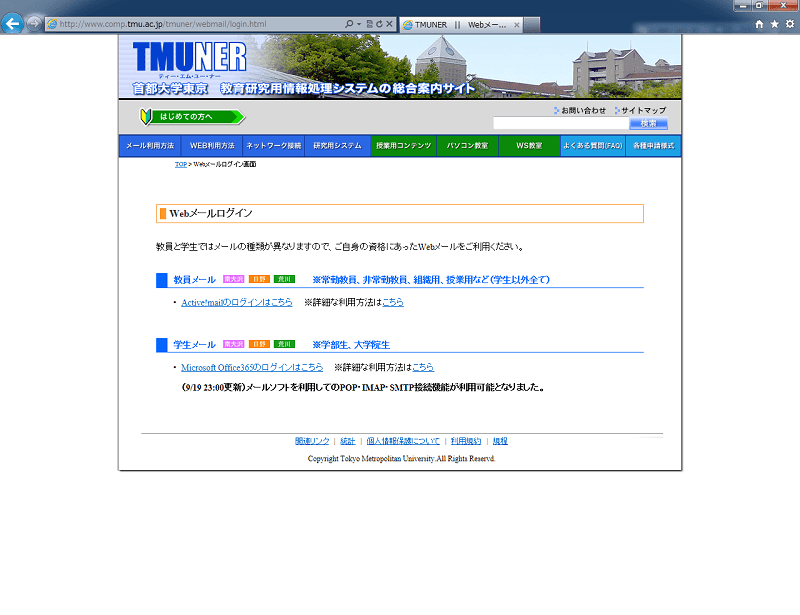 http://www.comp.tmu.ac.jp/tmuner/webmail/login.html
TMUNER || Webメー...
TMUNER
ティー・エム・ユー・ナー
首都大学東京 教育研究用情報処理システムの総合案内サイト
はじめての方へ
お問い合わせ サイトマップ
検索
メール利用方法 WEB利用方法 ネットワーク接続 研究用システム 授業用コンテンツ パソコン教室 WS教室 よくある質問(FAQ) 各種申請様式
TOP > Webメールログイン画面
Webメールログイン
教員と学生ではメールの種類が異なりますので、ご自身の資格にあったWebメールをご利用ください。
教員メール 南大沢 日野 荒川 ※常勤教員、非常勤教員、組織用、授業用など(学生以外全て)
・ Active!mailのログインはこちら ※詳細な利用方法はこちら
学生メール 南大沢 日野 荒川 ※学部生、大学院生
・ Microsoft Office365のログインはこちら ※詳細な利用方法はこちら
(9/19 23:00更新)メールソフトを利用してのPOP・IMAP・SMTP接続機能が利用可能となりました。
関連リンク | 統計 | 個人情報保護について | 利用規約 | 規程
Copyright Tokyo Metropolitan University.All Rights Reservd.